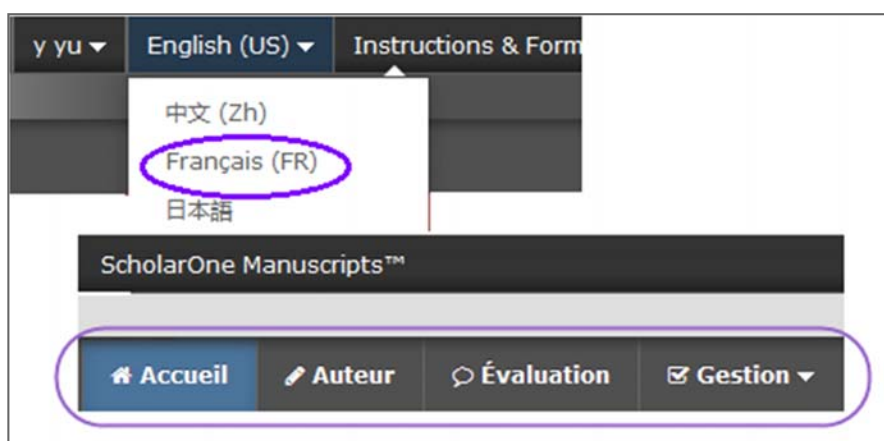 y yu English (US) Instructions & Form
中文 (Zh)
Français (FR)
日本語
ScholarOne Manuscripts™
Accueil Auteur Évaluation Gestion